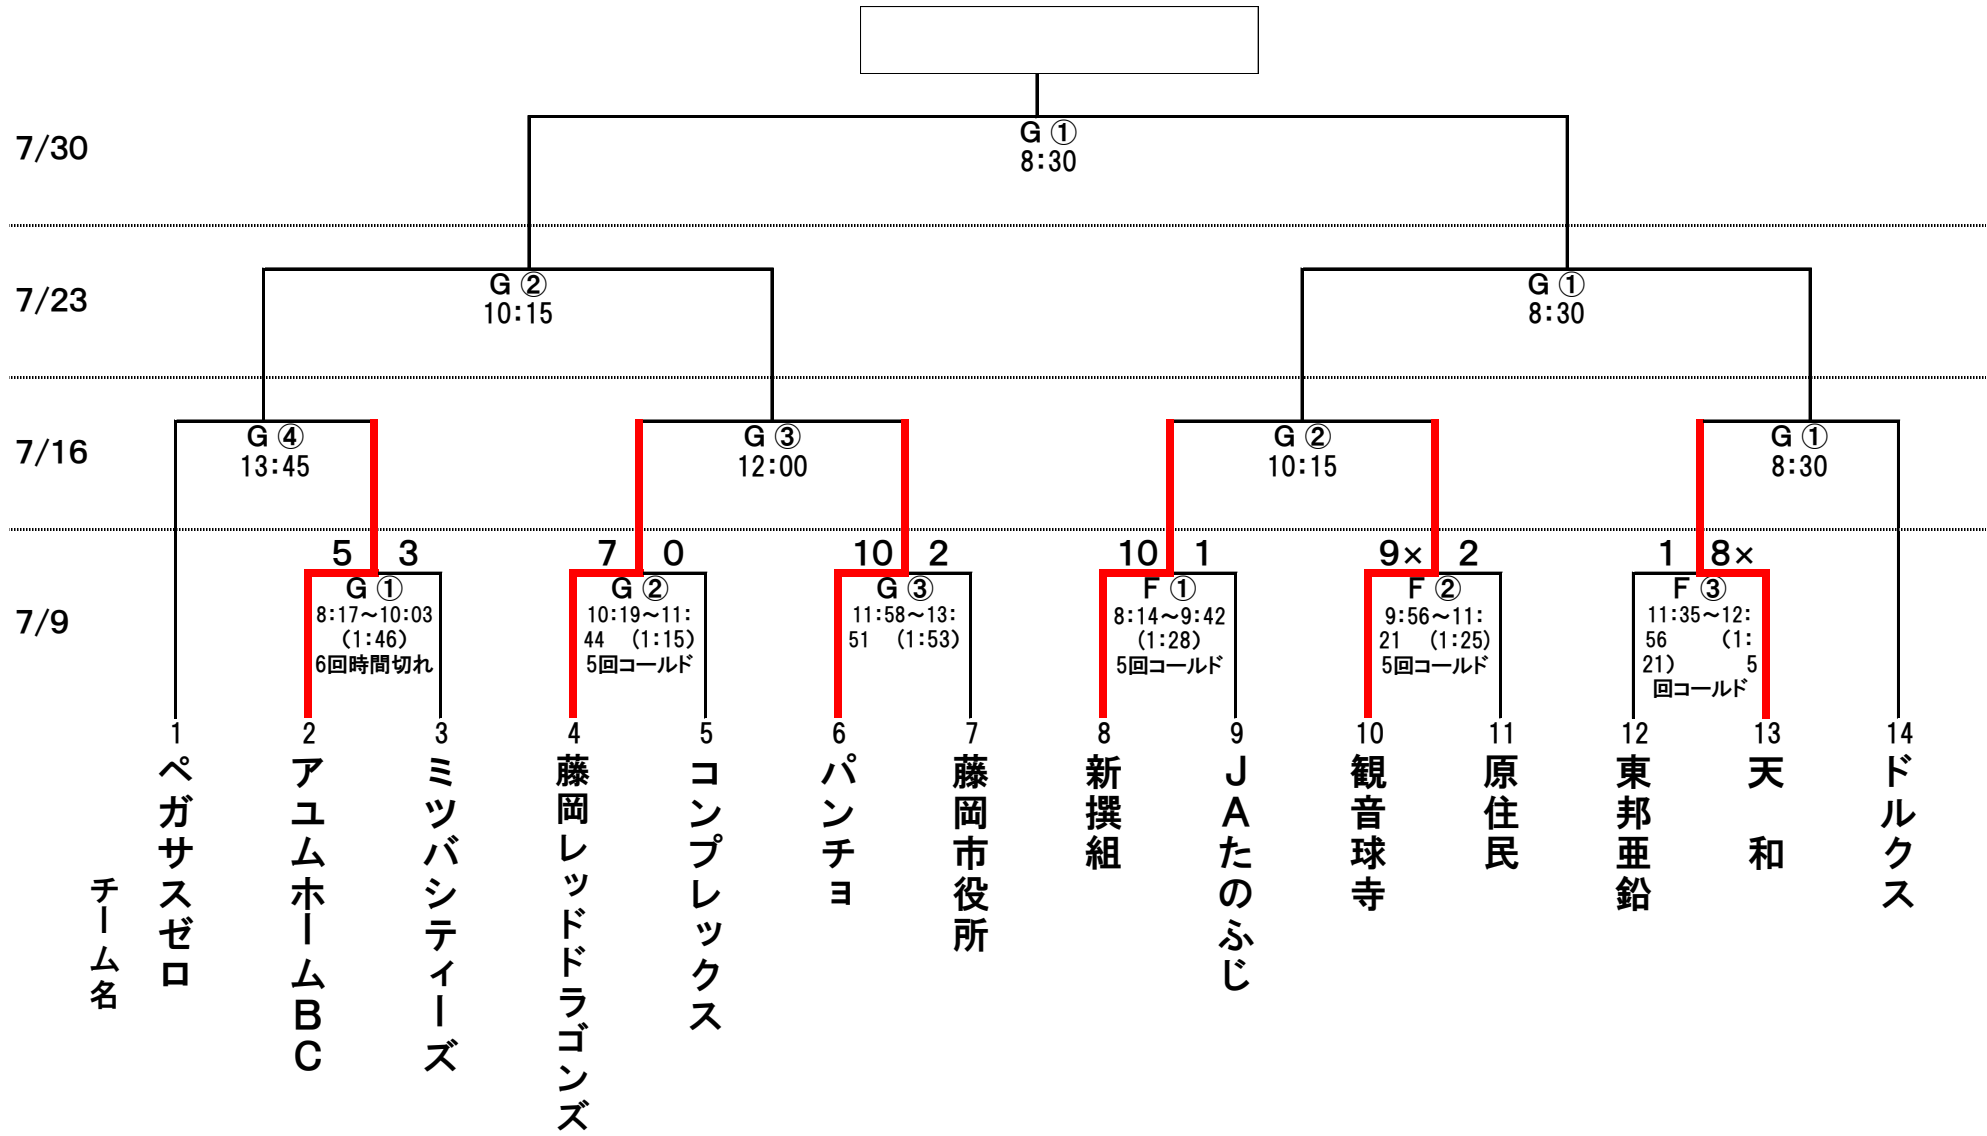 7/30
G ①
8:30
7/23
G ②
10:15
G ①
8:30
7/16
G ④
13:45
G ③
12:00
G ②
10:15
G ①
8:30
7/9
5 3
G ①
8:17～10:03
(1:46)
6回時間切れ
7 0
G ②
10:19～11:
44 (1:15)
5回コールド
10 2
G ③
11:58～13:
51 (1:53)
10 1
F ①
8:14～9:42
(1:28)
5回コールド
9× 2
F ②
9:56～11:
21 (1:25)
5回コールド
1 8×
F ③
11:35～12:
56 (1:
21) 5
回コールド
チーム名
1
ペガサスゼロ
2
アユムホームBC
3
ミツバシティーズ
4
藤岡レッドドラゴンズ
5
コンプレックス
6
パンチョ
7
藤岡市役所
8
新撰組
9
JAたのふじ
10
観音球寺
11
原住民
12
東邦亜鉛
13
天 和
14
ドルクス